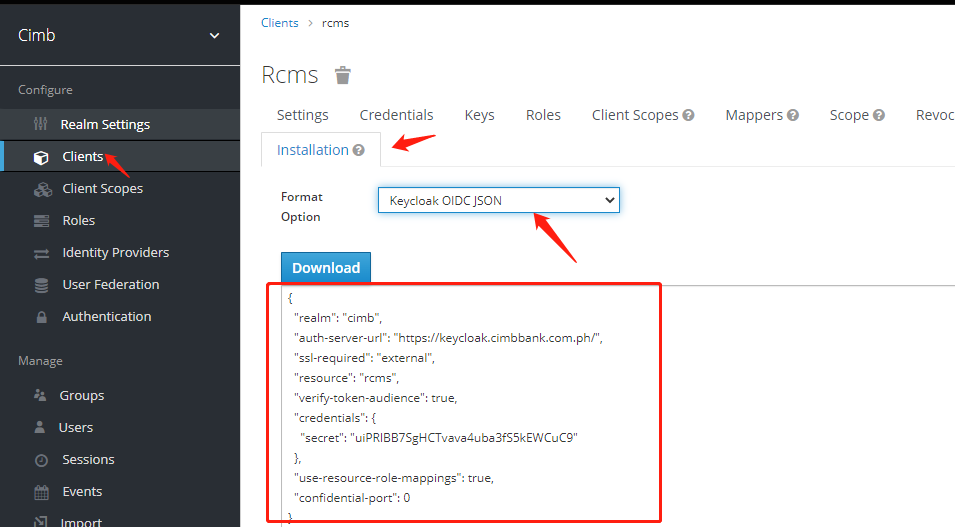 Cimb
Configure
Realm Settings
Clients
Client Scopes
Roles
Identity Providers
User Federation
Authentication
Manage
Groups
Users
Sessions
Events
Import
Clients > rcms
Rcms
Settings Credentials Keys Roles Client Scopes Mappers Scope Revoc
Installation
Format
Option
Keycloak OIDC JSON
Download
{
"realm": "cimb",
"auth-server-url": "https://keycloak.cimbbank.com.ph/",
"ssl-required": "external",
"resource": "rcms",
"verify-token-audience": true,
"credentials": {
"secret": "uiPRIBB7SgHCTvava4uba3fS5kEWCuC9"
},
"use-resource-role-mappings": true,
"confidential-port": 0
}